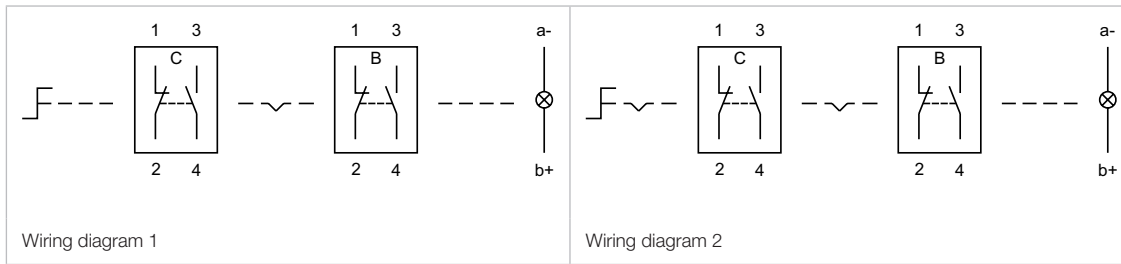 1 3 1 3 a- 1 3 1 3 a-
C B C B
2 4 2 4 b+ 2 4 2 4 b+
Wiring diagram 1 Wiring diagram 2